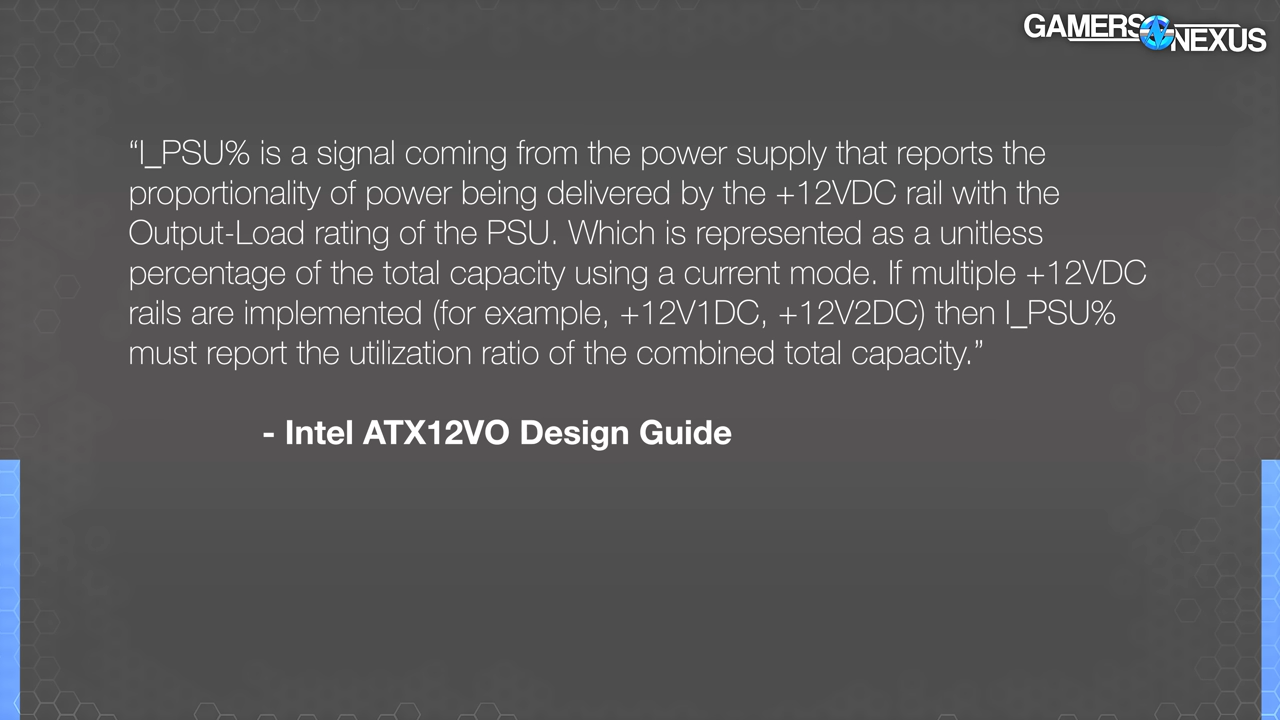 GAMERS NEXUS
“I_PSU% is a signal coming from the power supply that reports the
proportionality of power being delivered by the +12VDC rail with the
Output-Load rating of the PSU. Which is represented as a unitless
percentage of the total capacity using a current mode. If multiple +12VDC
rails are implemented (for example, +12V1DC, +12V2DC) then I_PSU%
must report the utilization ratio of the combined total capacity.”
- Intel ATX12VO Design Guide